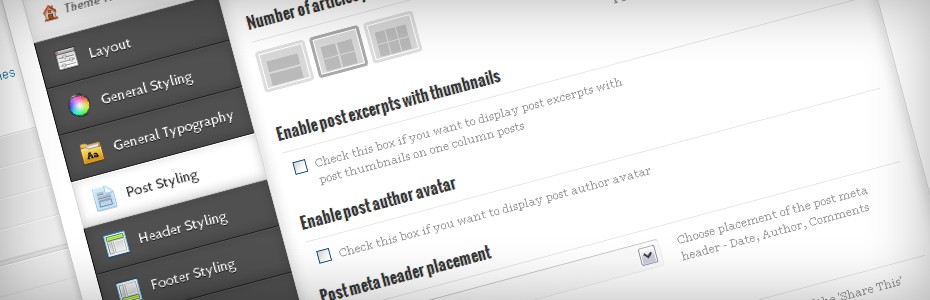 Theme
Layout
General Styling
General Typography
Post Styling
Header Styling
Footer Styling
Number of articles
Enable post excerpts with thumbnails
Check this box if you want to display post excerpts with
post thumbnails on one column posts
Enable post author avatar
Check this box if you want to display post author avatar
Post meta header placement
Choose placement of the post meta
header - Date, Author, Comments
'Share This'